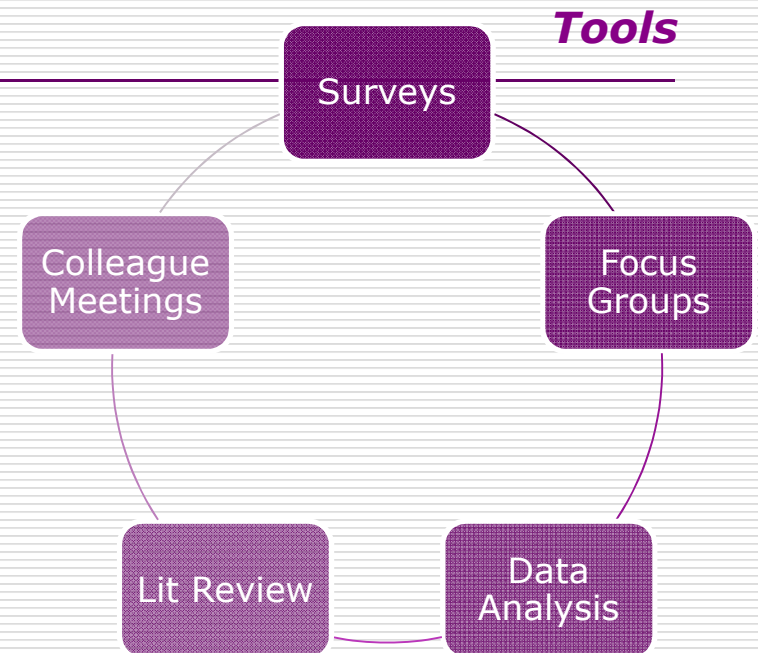 Tools
Surveys
Focus
Groups
Data
Analysis
Lit Review
Colleague
Meetings